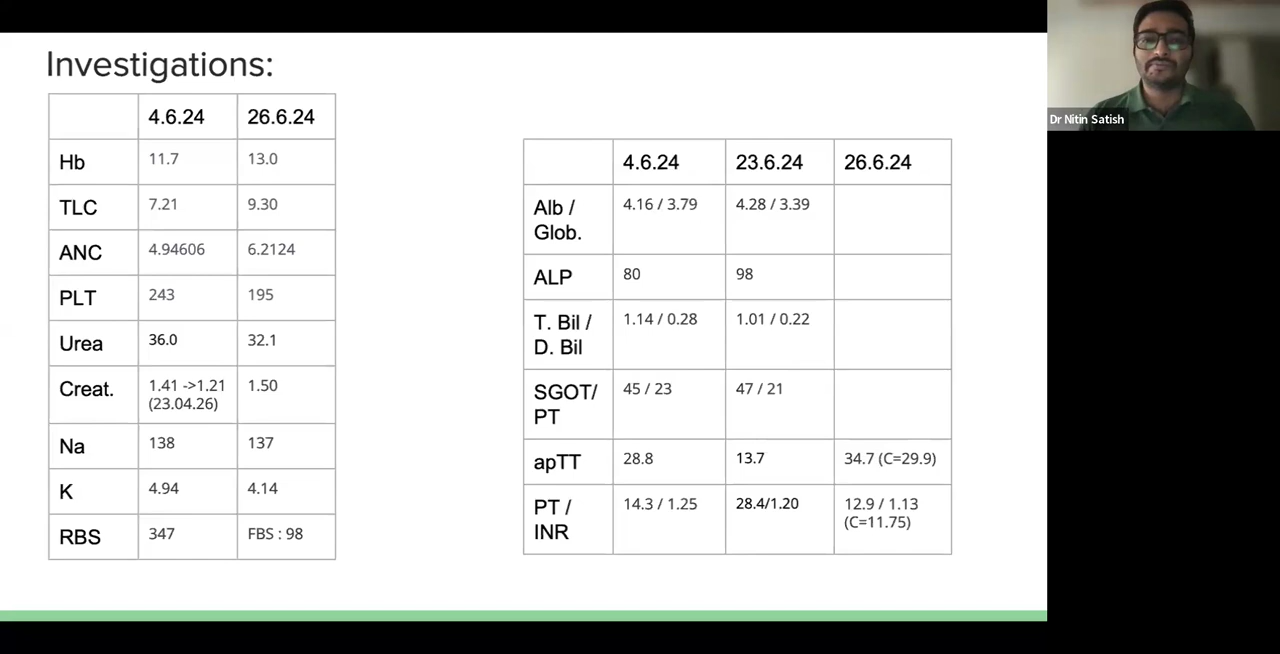 Investigations:
4.6.24 26.6.24
Hb 11.7 13.0
TLC 7.21 9.30
ANC 4.94606 6.2124
PLT 243 195
Urea 36.0 32.1
Creat. 1.41 ->1.21 1.50
(23.04.26)
Na 138 137
K 4.94 4.14
RBS 347 FBS : 98
4.6.24 23.6.24 26.6.24
Alb / 4.16 / 3.79 4.28 / 3.39
Glob.
ALP 80 98
T. Bil / 1.14 / 0.28 1.01 / 0.22
D. Bil
SGOT/ 45 / 23 47 / 21
PT
apTT 28.8 13.7 34.7 (C=29.9)
PT / 14.3 / 1.25 28.4/1.20 12.9 / 1.13
INR (C=11.75)
Dr Nitin Satish